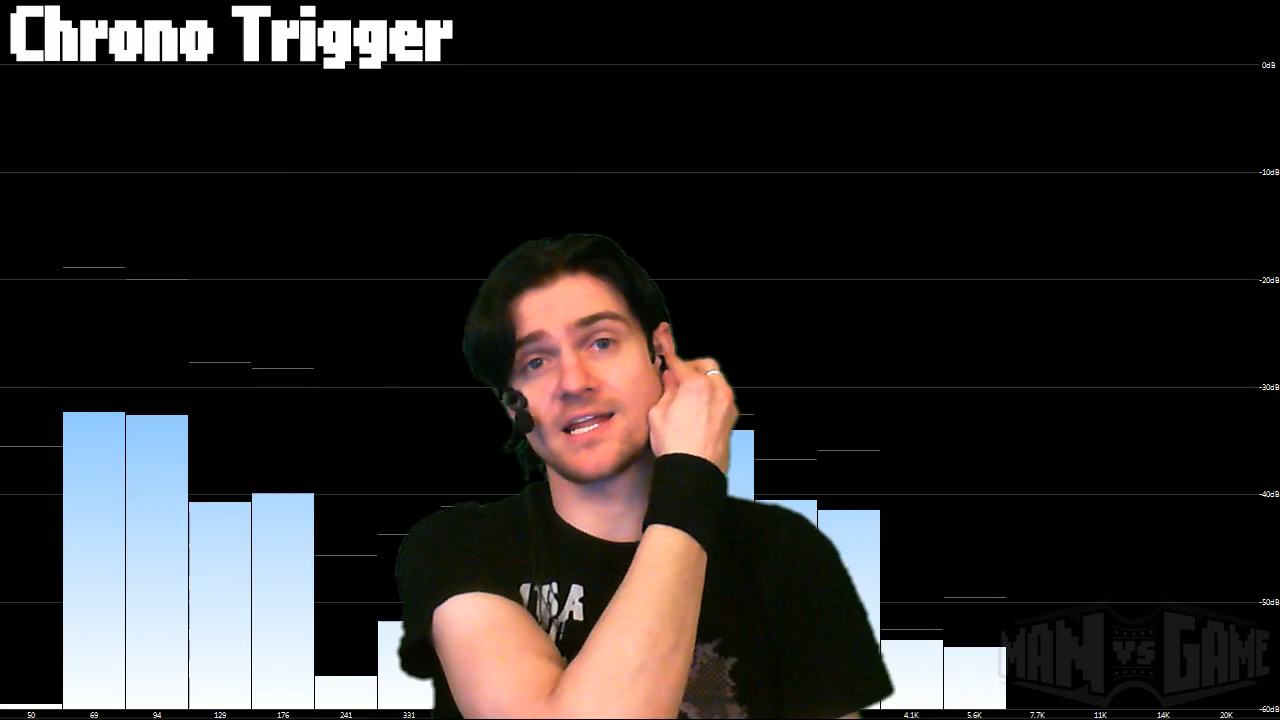 Chrono Trigger
0dB
-10dB
-20dB
-30dB
-40dB
-50dB
MAN VS GAME
-60dB
50 69 94 129 176 241 331 4.1K 5.6K 7.7K 11K 14K 20K